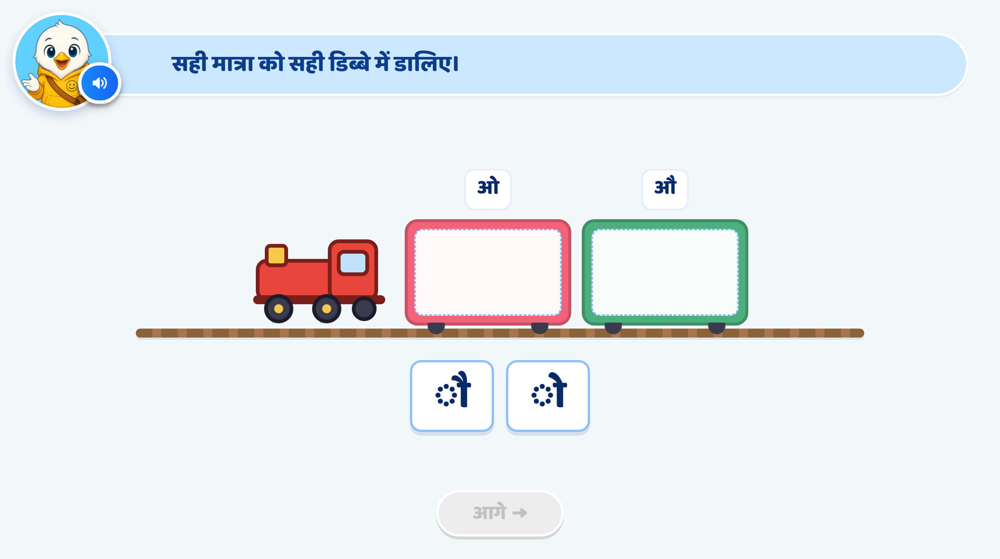 सही मात्रा को सही डिब्बे में डालिए।
ओ औ
ौ ो
आगे →